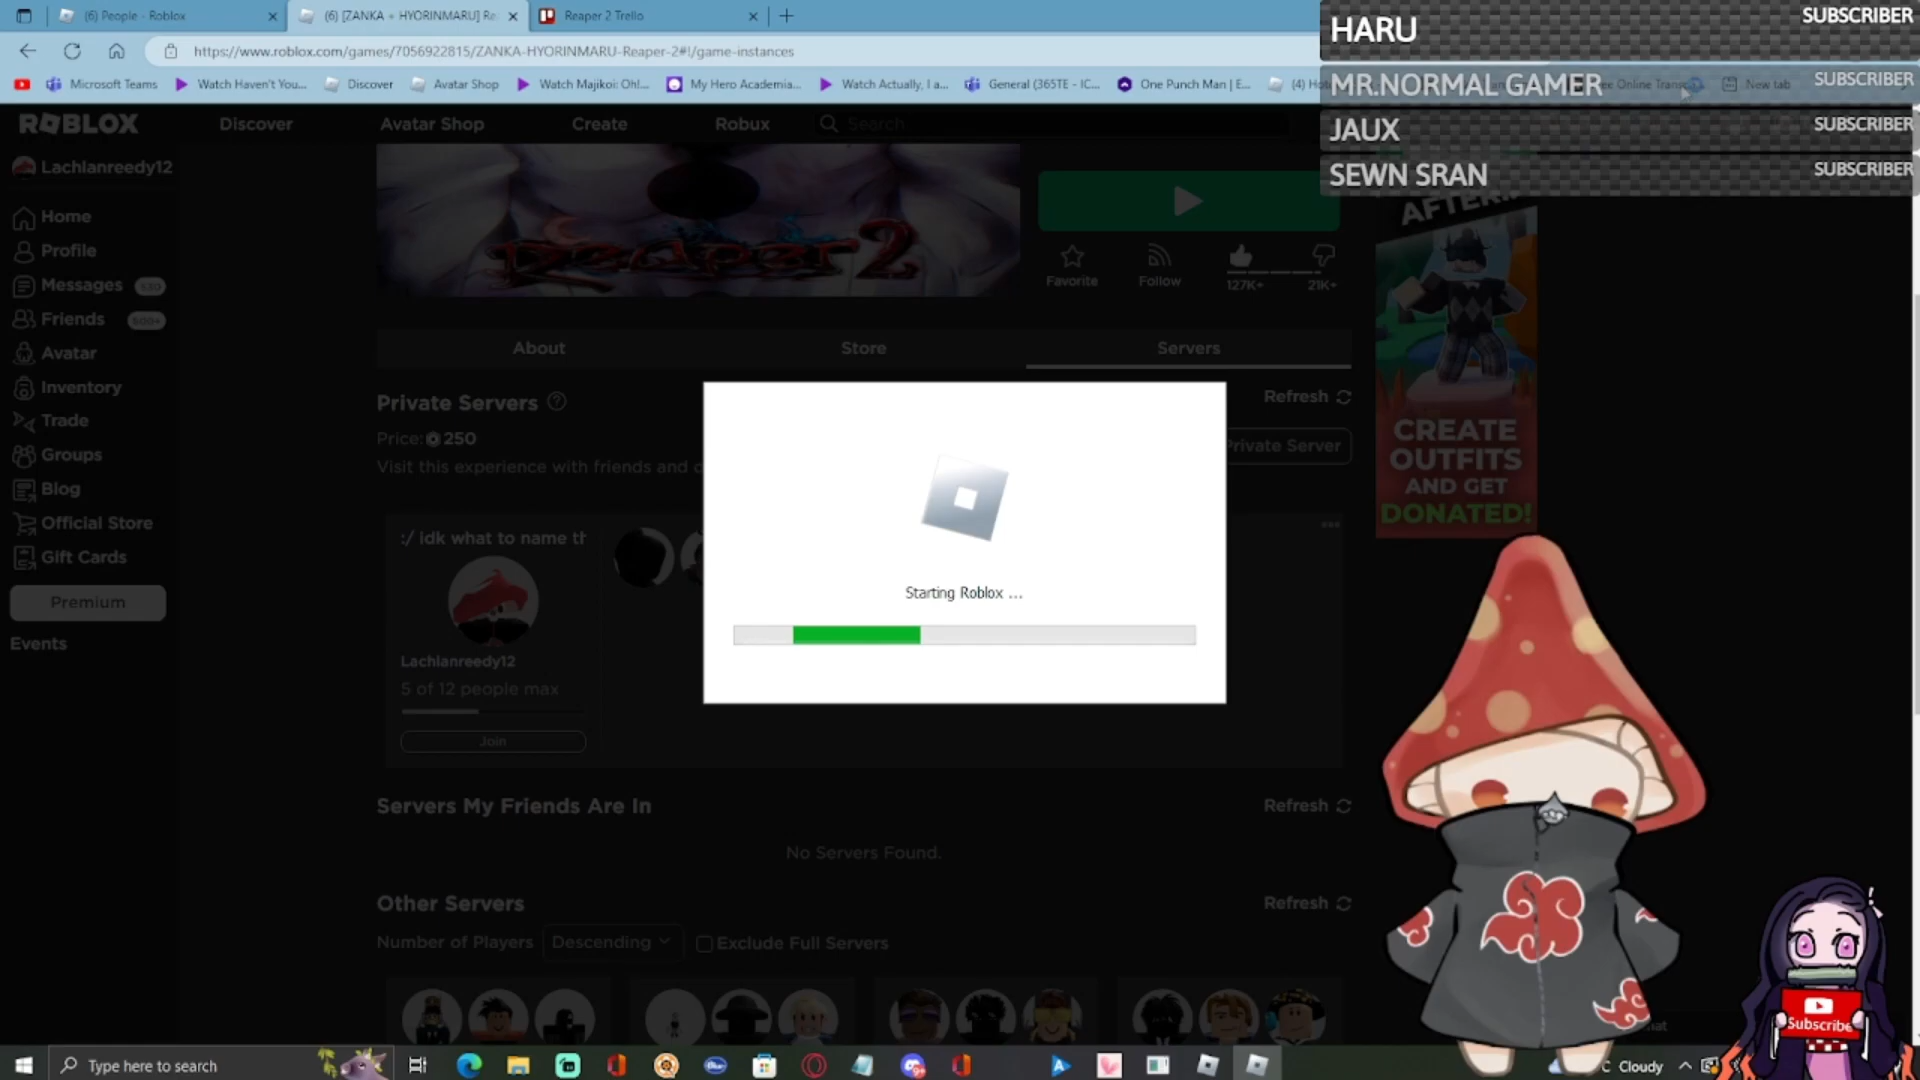 (6) People - Roblox
(6) [ZANKA + HYORINMARU] Re
Reaper 2 Trello
https://www.roblox.com/games/7056922815/ZANKA-HYORINMARU-Reaper-2#!/game-instances
Microsoft Teams
Watch Haven't You...
Discover
Avatar Shop
Watch Majikoi: Oh!...
My Hero Academia...
Watch Actually, I a...
General (365TE - IC...
One Punch Man | E...
New tab
HARU SUBSCRIBER
MR.NORMAL GAMER SUBSCRIBER
JAUX SUBSCRIBER
SEWN SRAN SUBSCRIBER
ROBLOX
Discover
Avatar Shop
Create
Robux
Search
Lachlanreedy12
Home
Profile
Messages
Friends 500+
Avatar
Inventory
Trade
Groups
Blog
Official Store
Gift Cards
Premium
Events
Reaper 2
Favorite
Follow
127K+
21K+
About
Store
Servers
Private Servers
Refresh
Price: 250
Private Server
Visit this experience with friends and
:/ idk what to name th
Lachlanreedy12
5 of 12 people max
Join
Starting Roblox ...
Servers My Friends Are In
Refresh
No Servers Found.
Other Servers
Refresh
Number of Players
Descending
Exclude Full Servers
AFTER..
CREATE
OUTFITS
AND GET
DONATED!
Subscribe
Type here to search
C Cloudy